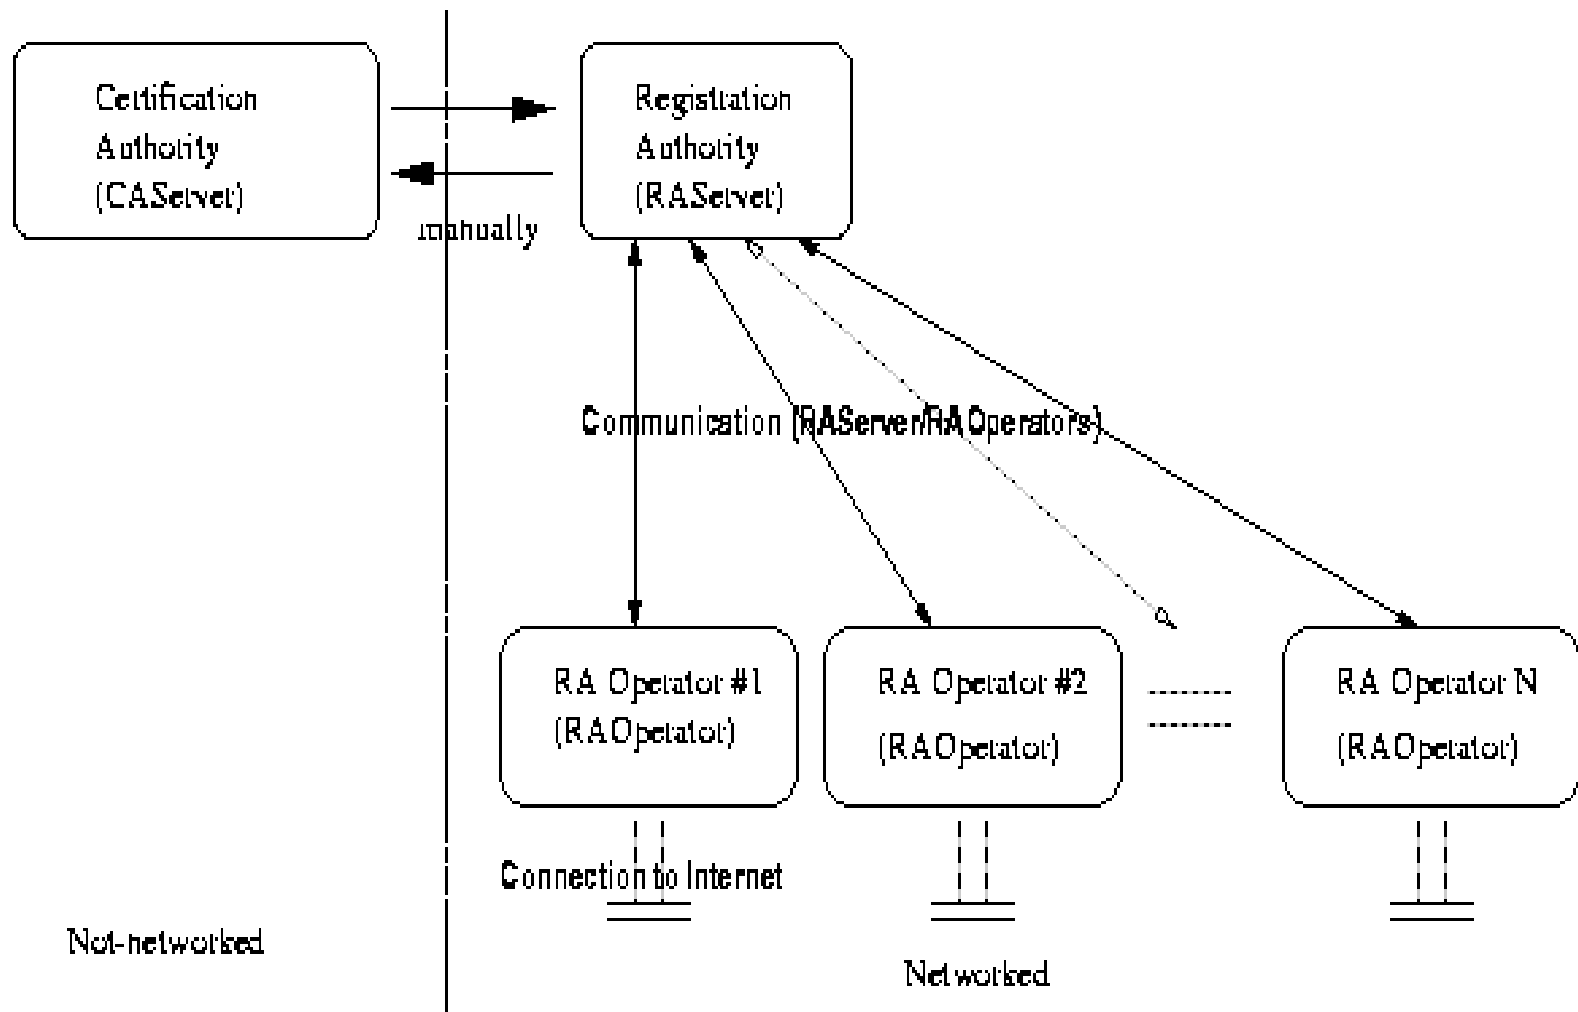 Certification
Authority
(CAServer)
Registration
Authority
(RAServer)
manually
Communication (RAServer/RAOperators)
RA Operator #1
(RAOperator)
RA Operator #2
(RAOperator)
RA Operator N
(RAOperator)
Connection to Internet
Not-networked
Networked